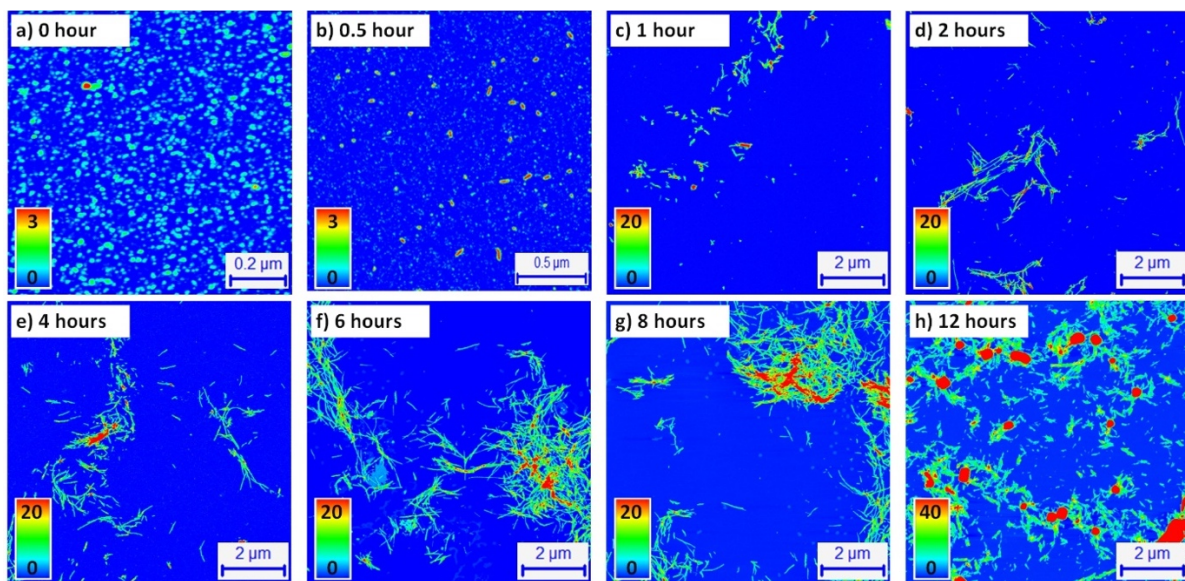 a) 0 hour
3
0
0.2 µm
b) 0.5 hour
3
0
0.5 µm
c) 1 hour
20
0
2 µm
d) 2 hours
20
0
2 µm
e) 4 hours
20
0
2 µm
f) 6 hours
20
0
2 µm
g) 8 hours
20
0
2 µm
h) 12 hours
40
0
2 µm